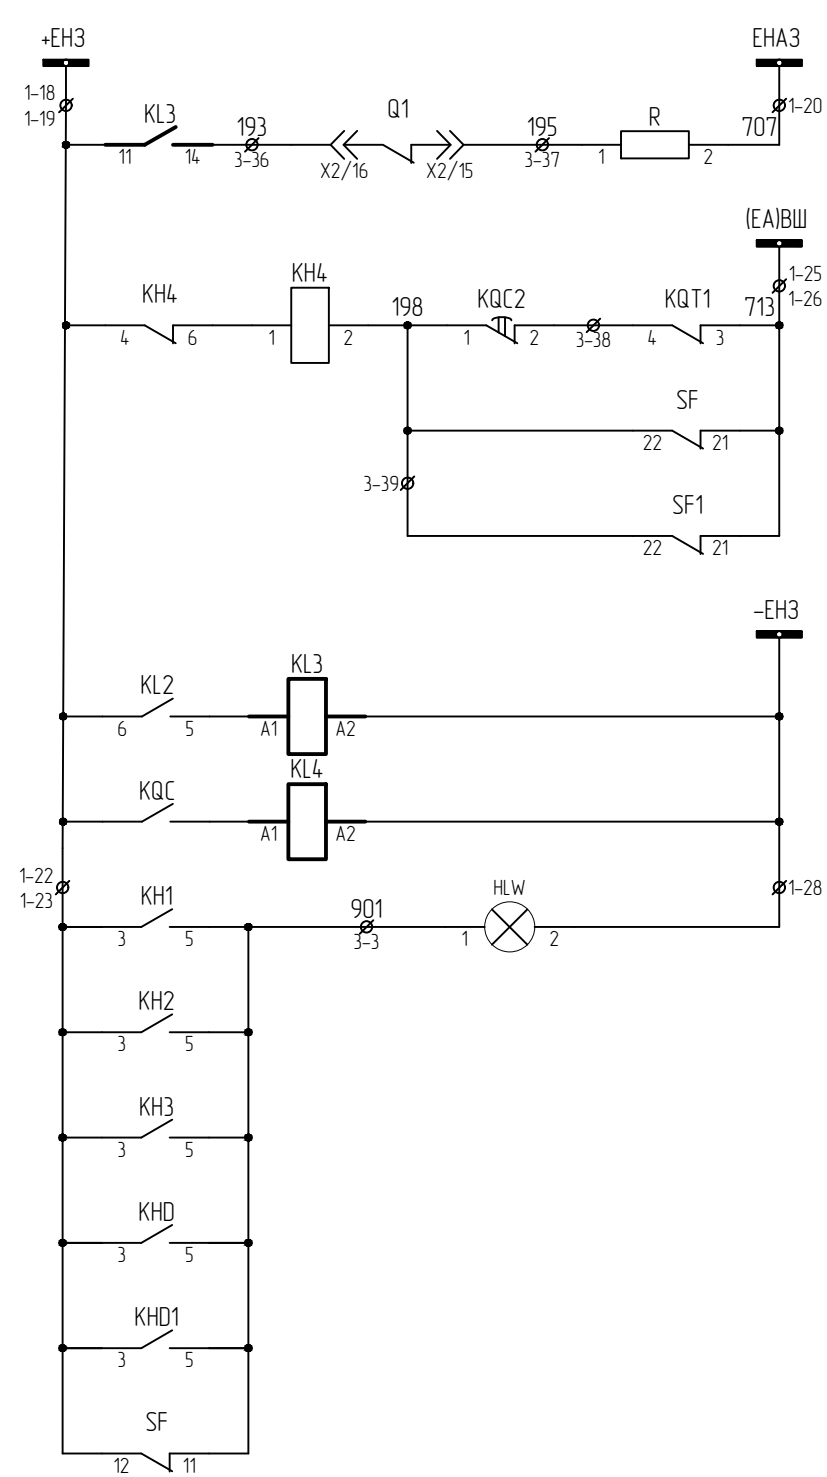 +EH3
EHA3
1-18
1-19
KL3
193
Q1
195
R
707
1-20
11
14
3-36
X2/16
X2/15
3-37
1
2
(EA)ВШ
KH4
KH4
198
KQC2
KQT1
713
1-25
1-26
4
6
1
2
1
2
3-38
4
3
SF
22
21
3-39
SF1
22
21
-EH3
KL2
KL3
6
5
A1
A2
KQC
KL4
A1
A2
1-22
1-23
KH1
901
HLW
1-28
3
5
3-3
1
2
KH2
3
5
KH3
3
5
KHD
3
5
KHD1
3
5
SF
12
11